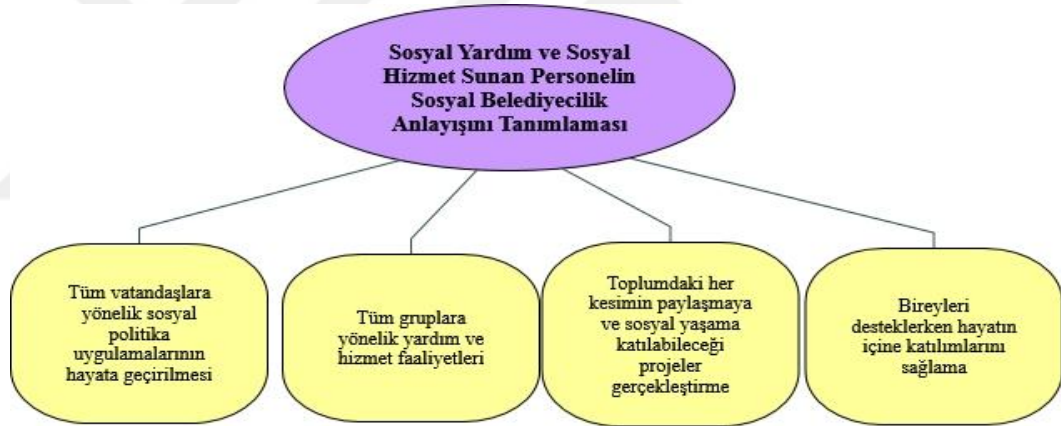 Sosyal Yardım ve Sosyal
Hizmet Sunan Personelin
Sosyal Belediyecilik
Anlayışını Tanımlaması
Tüm vatandaşlara
yönelik sosyal
politika
uygulamalarının
hayata geçirilmesi
Tüm gruplara
yönelik yardım ve
hizmet faaliyetleri
Toplumdaki her
kesimin paylaşmaya
ve sosyal yaşama
katılabileceği
projeler
gerçekleştirme
Bireyleri
desteklerken hayatın
içine katılımlarını
sağlama